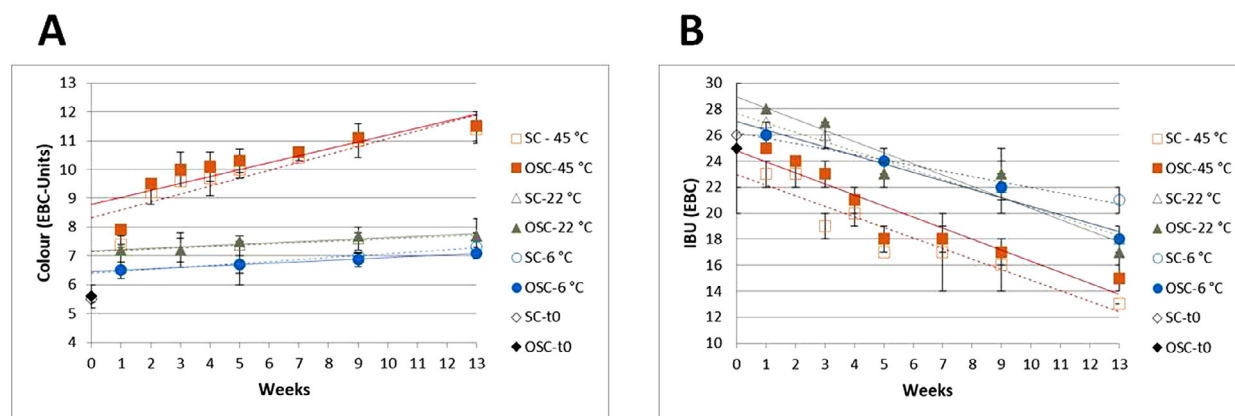 A
B
Colour (EBC-Units)
13
12
11
10
9
8
7
6
5
4
0 1 2 3 4 5 6 7 8 9 10 11 12 13
Weeks
SC - 45 °C
OSC-45 °C
SC-22 °C
OSC-22 °C
SC-6 °C
OSC-6 °C
SC-t0
OSC-t0
IBU (EBC)
30
28
26
24
22
20
18
16
14
12
10
0 1 2 3 4 5 6 7 8 9 10 11 12 13
Weeks
SC - 45 °C
OSC-45 °C
SC-22 °C
OSC-22 °C
SC-6 °C
OSC-6 °C
SC-t0
OSC-t0